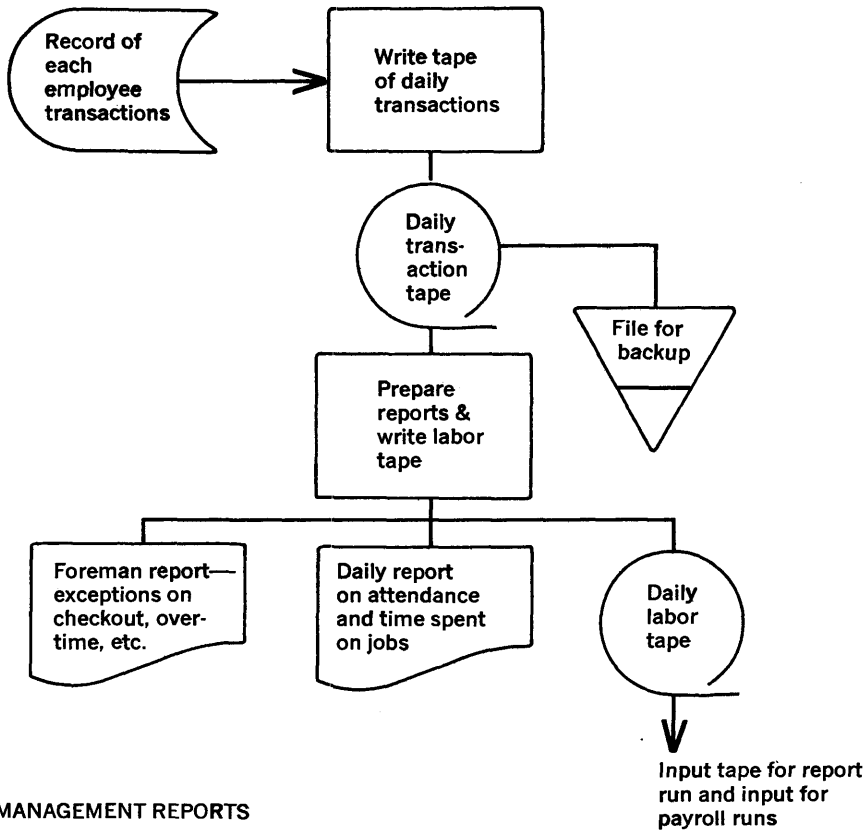 Record of
each
employee
transactions
Write tape
of daily
transactions
Daily
trans-
action
tape
File for
backup
Prepare
reports &
write labor
tape
Foreman report—
exceptions on
checkout, over-
time, etc.
Daily report
on attendance
and time spent
on jobs
Daily
labor
tape
Input tape for report
run and input for
payroll runs
MANAGEMENT REPORTS